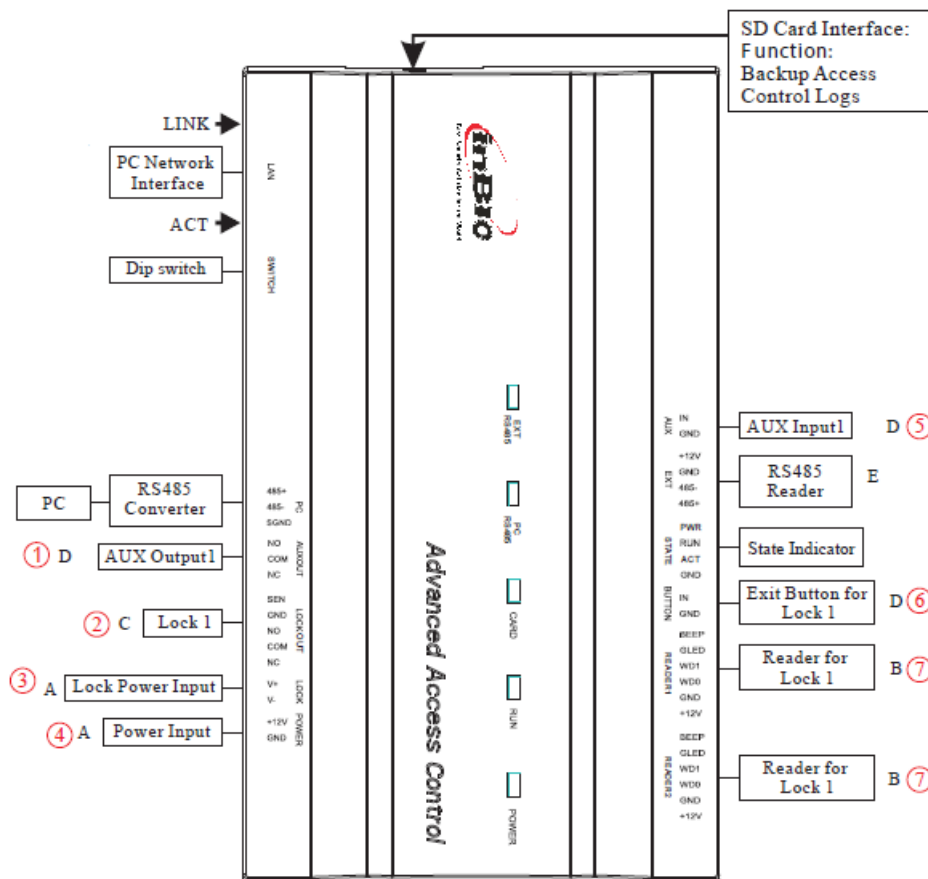 SD Card Interface:
Function:
Backup Access
Control Logs
LINK
PC Network
Interface
LAN
ACT
Dip switch
SWITCH
inBio
EXT
RS485
PC
RS485
CARD
RUN
POWER
Advanced Access Control
PC
RS485
Converter
485+
485-
SGND
PC
① D
AUX Output1
NO
COM
NC
AUXOUT
② C
Lock 1
SEN
GND
NO
COM
NC
LOCKOUT
③ A
Lock Power Input
V+
V-
LOCK
④ A
Power Input
+12V
GND
POWER
AUX
IN
GND
AUX Input1
D ⑤
EXT
+12V
GND
485-
485+
RS485
Reader
E
STATE
PWR
RUN
ACT
GND
State Indicator
BUTTON
IN
GND
Exit Button for
Lock 1
D ⑥
READER1
BEEP
GLED
WD1
WD0
GND
+12V
Reader for
Lock 1
B ⑦
READER2
BEEP
GLED
WD1
WD0
GND
+12V
Reader for
Lock 1
B ⑦